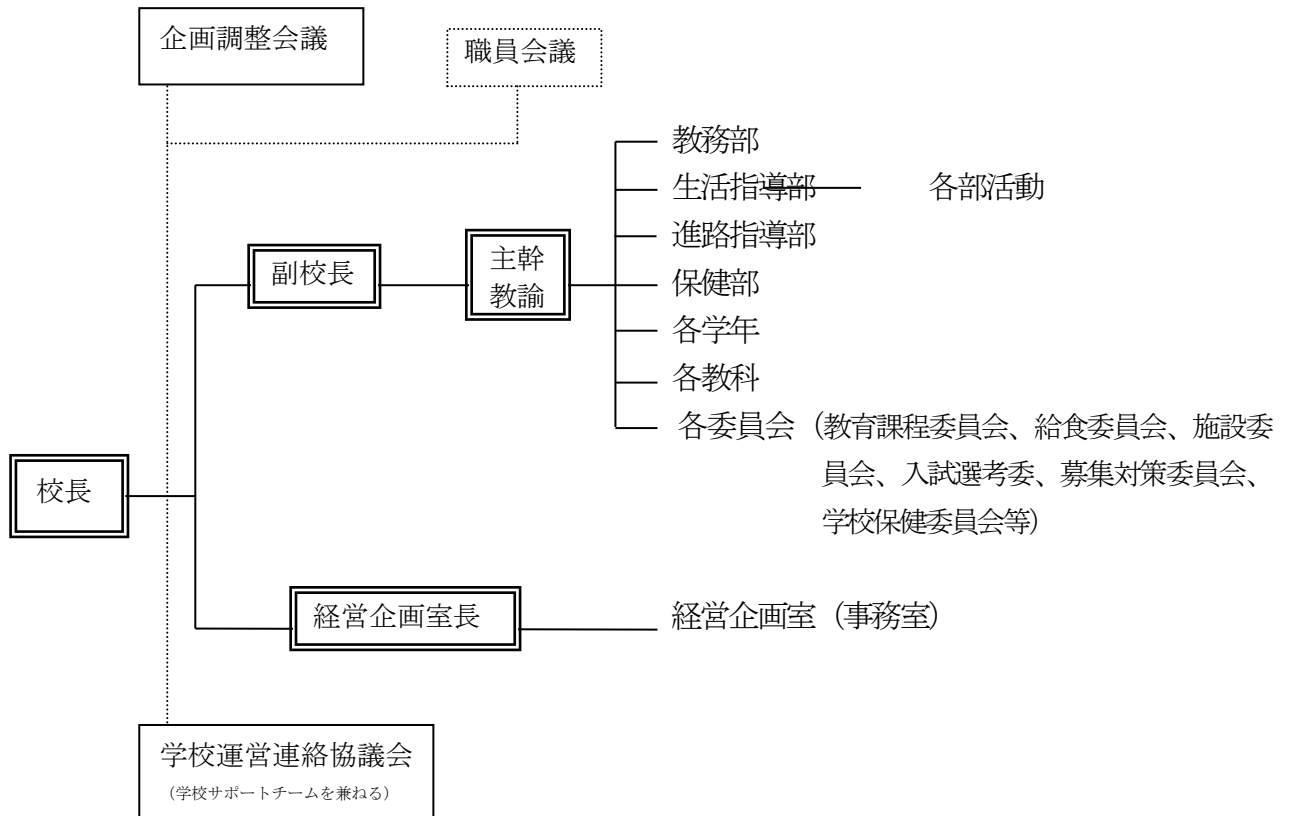 企画調整会議
職員会議
教務部
生活指導部 各部活動
進路指導部
副校長
主幹
教諭
保健部
各学年
各教科
各委員会（教育課程委員会、給食委員会、施設委
員会、入試選考委、募集対策委員会、
学校保健委員会等）
校長
経営企画室長
経営企画室（事務室）
学校運営連絡協議会
（学校サポートチームを兼ねる）